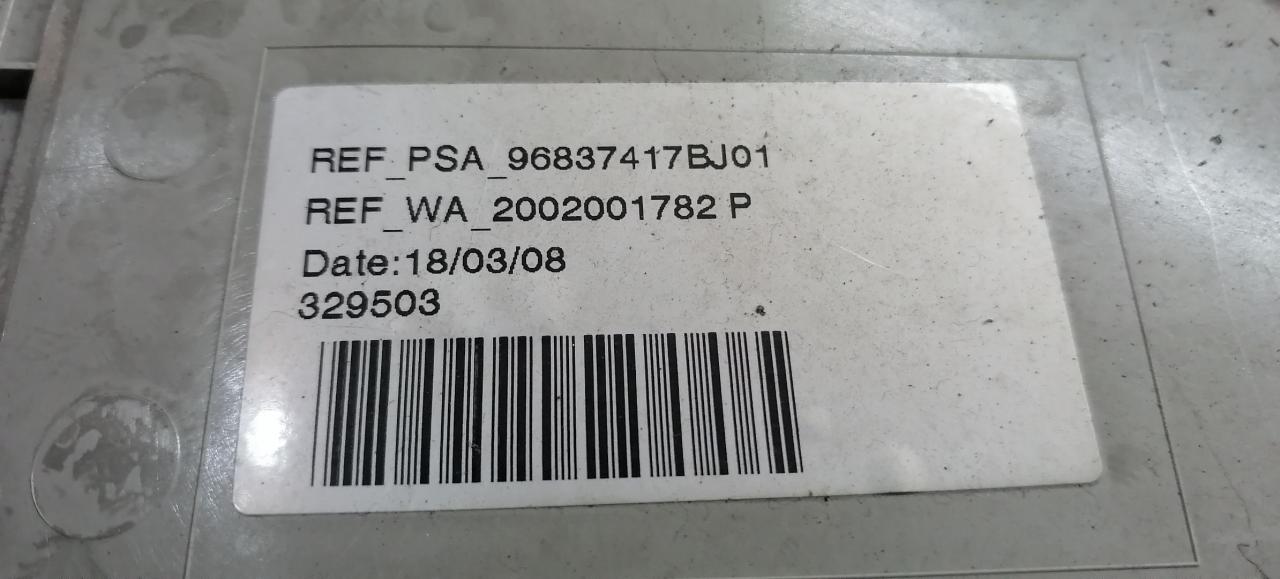 REF_PSA_96837417BJ01
REF_WA_2002001782 P
Date:18/03/08
329503